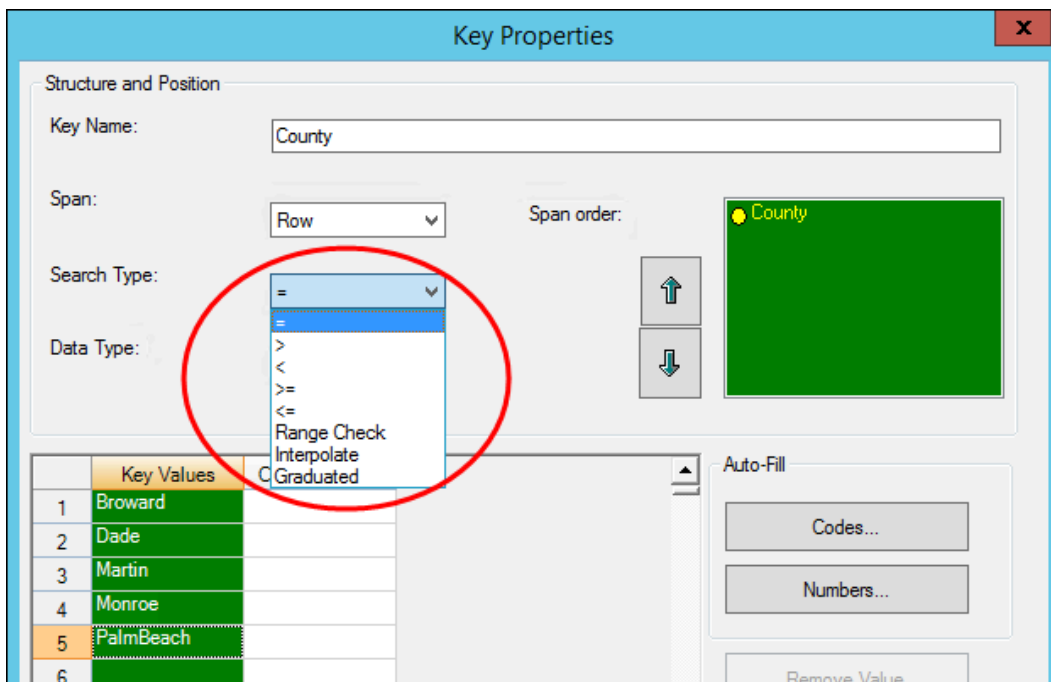 Key Properties
x
Structure and Position
Key Name:
County
Span:
Row
Span order:
County
Search Type:
=
=
>
<
>=
<=
Range Check
Interpolate
Graduated
Data Type:
Key Values
1 Broward
2 Dade
3 Martin
4 Monroe
5 PalmBeach
6
Auto-Fill
Codes...
Numbers...
Remove Value